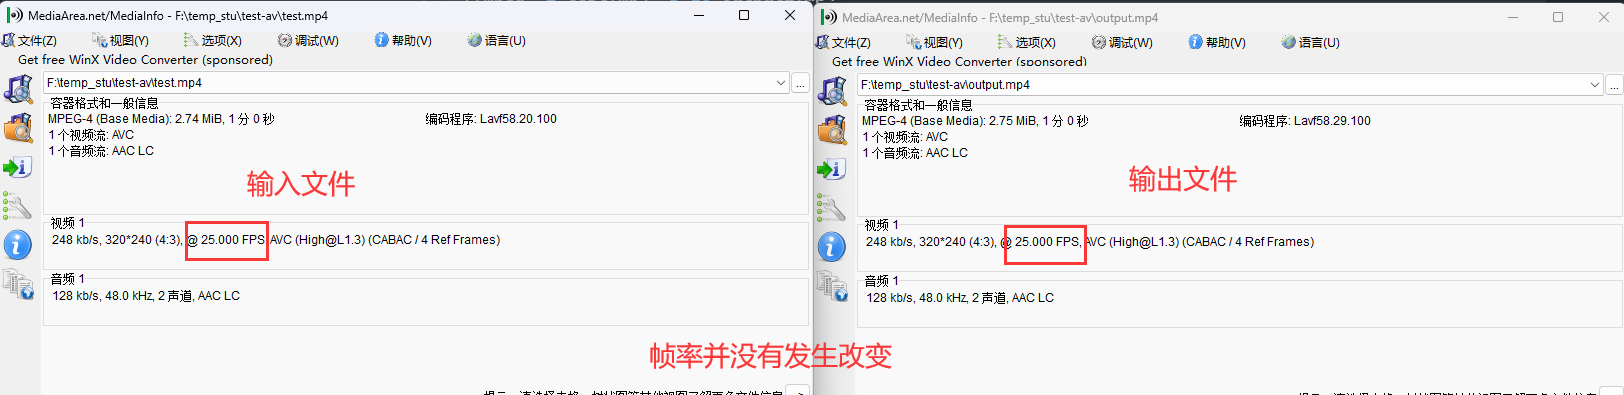 MediaArea.net/MediaInfo - F:\temp_stu\test-av\test.mp4
文件(Z) 视图(Y) 选项(X) 调试(W) 帮助(V) 语言(U)
Get free WinX Video Converter (sponsored)
F:\temp_stu\test-av\test.mp4
...
容器格式和一般信息
MPEG-4 (Base Media): 2.74 MiB, 1 分 0 秒 编码程序: Lavf58.20.100
1 个视频流: AVC
1 个音频流: AAC LC
输入文件
视频 1
248 kb/s, 320*240 (4:3), @ 25.000 FPS, AVC (High@L1.3) (CABAC / 4 Ref Frames)
音频 1
128 kb/s, 48.0 kHz, 2 声道, AAC LC
MediaArea.net/MediaInfo - F:\temp_stu\test-av\output.mp4
文件(Z) 视图(Y) 选项(X) 调试(W) 帮助(V) 语言(U)
Get free WinX Video Converter (sponsored)
F:\temp_stu\test-av\output.mp4
...
容器格式和一般信息
MPEG-4 (Base Media): 2.75 MiB, 1 分 0 秒 编码程序: Lavf58.29.100
1 个视频流: AVC
1 个音频流: AAC LC
输出文件
视频 1
248 kb/s, 320*240 (4:3), @ 25.000 FPS, AVC (High@L1.3) (CABAC / 4 Ref Frames)
音频 1
128 kb/s, 48.0 kHz, 2 声道, AAC LC
帧率并没有发生改变